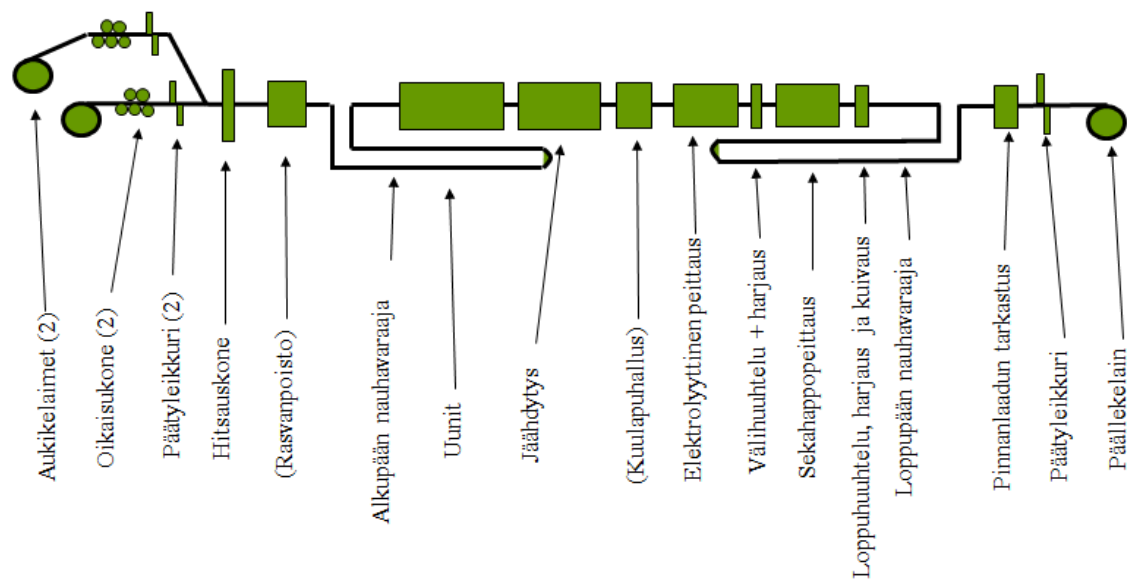 Aukikelaimet (2)
Oikaisukone (2)
Päätyleikkuri (2)
Hitsauskone
(Rasvanpoisto)
Alkupään nauhavaraaja
Uunit
Jäähdytys
(Kuulapuhallus)
Elektrolyyttinen peittaus
Välihuuhtelu + harjaus
Sekahappopeittaus
Loppuhuuhtelu, harjaus ja kuivaus
Loppupään nauhavaraaja
Pinnanlaadun tarkastus
Päätyleikkuri
Päällekelain